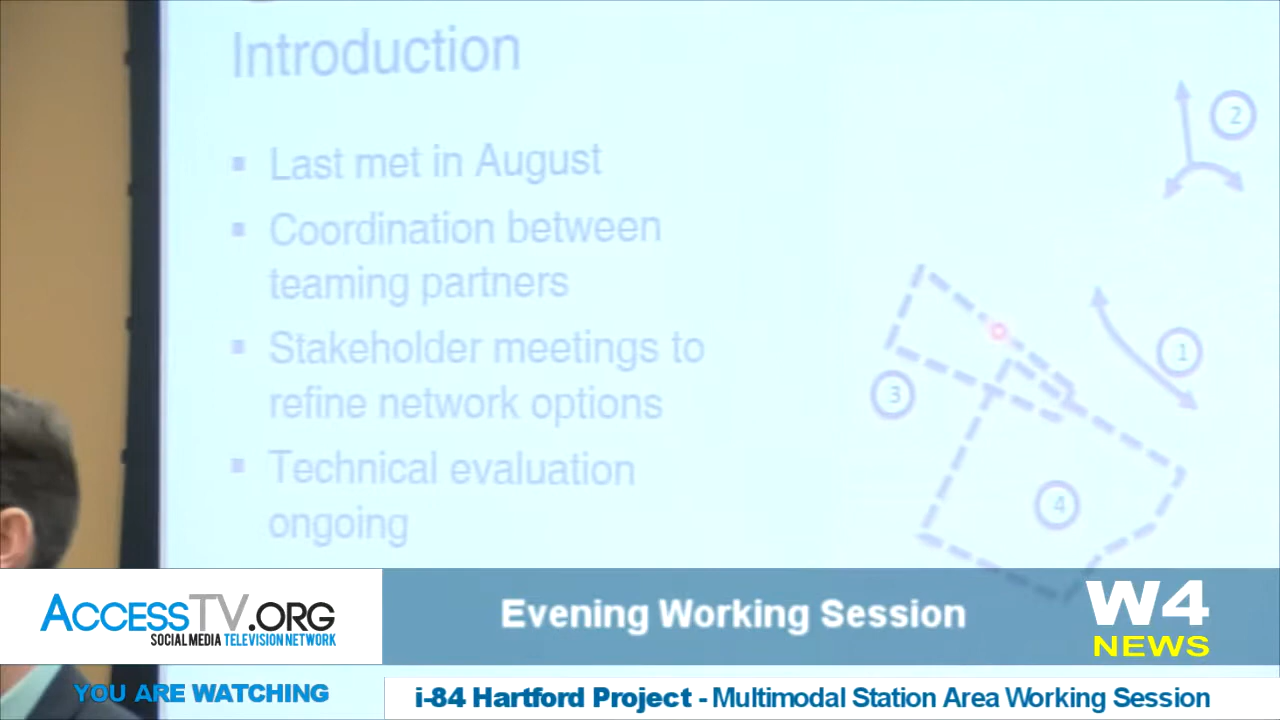 Introduction
▪ Last met in August
▪ Coordination between
teaming partners
▪ Stakeholder meetings to
refine network options
▪ Technical evaluation
ongoing
2
1
3
4
ACCESSTV.ORG
SOCIAL MEDIA TELEVISION NETWORK
Evening Working Session
W4
NEWS
YOU ARE WATCHING
i-84 Hartford Project - Multimodal Station Area Working Session